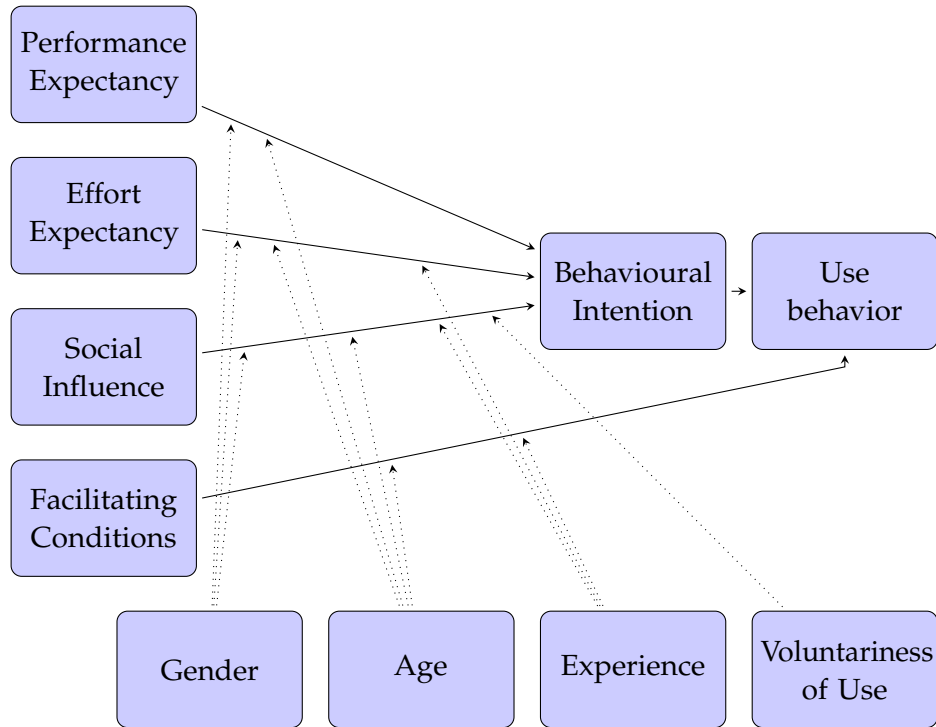 Performance
Expectancy
Effort
Expectancy
Social
Influence
Facilitating
Conditions
Behavioural
Intention
Use
behavior
Gender
Age
Experience
Voluntariness
of Use